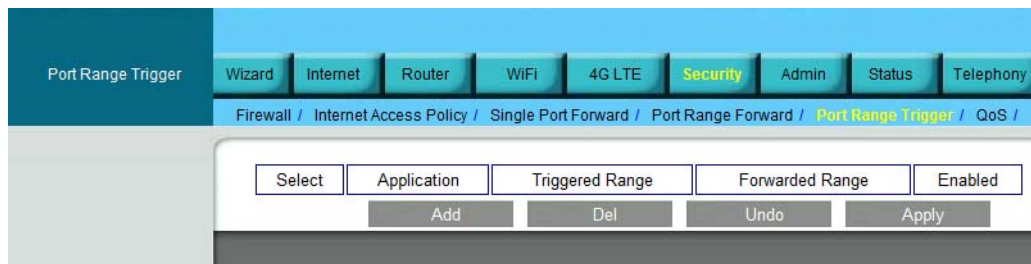 Port Range Trigger
Wizard Internet Router WiFi 4G LTE Security Admin Status Telephony
Firewall / Internet Access Policy / Single Port Forward / Port Range Forward / Port Range Trigger / QoS /
Select Application Triggered Range Forwarded Range Enabled
Add Del Undo Apply